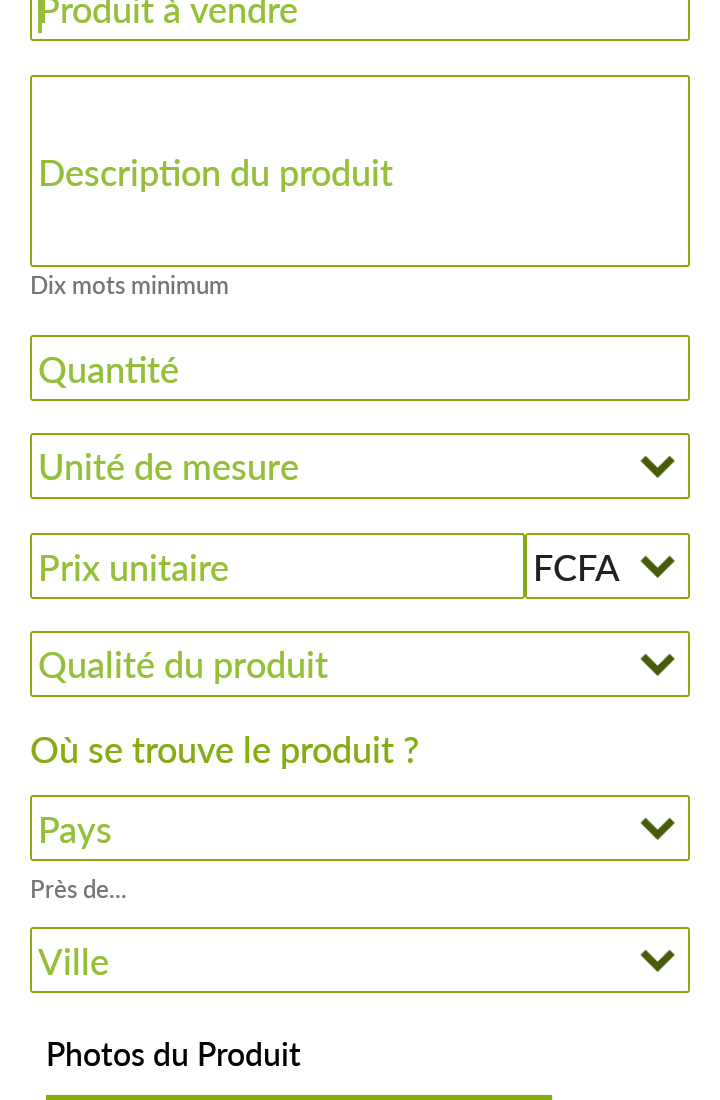 Produit à vendre
Description du produit
Dix mots minimum
Quantité
Unité de mesure
Prix unitaire FCFA
Qualité du produit
Où se trouve le produit ?
Pays
Près de...
Ville
Photos du Produit